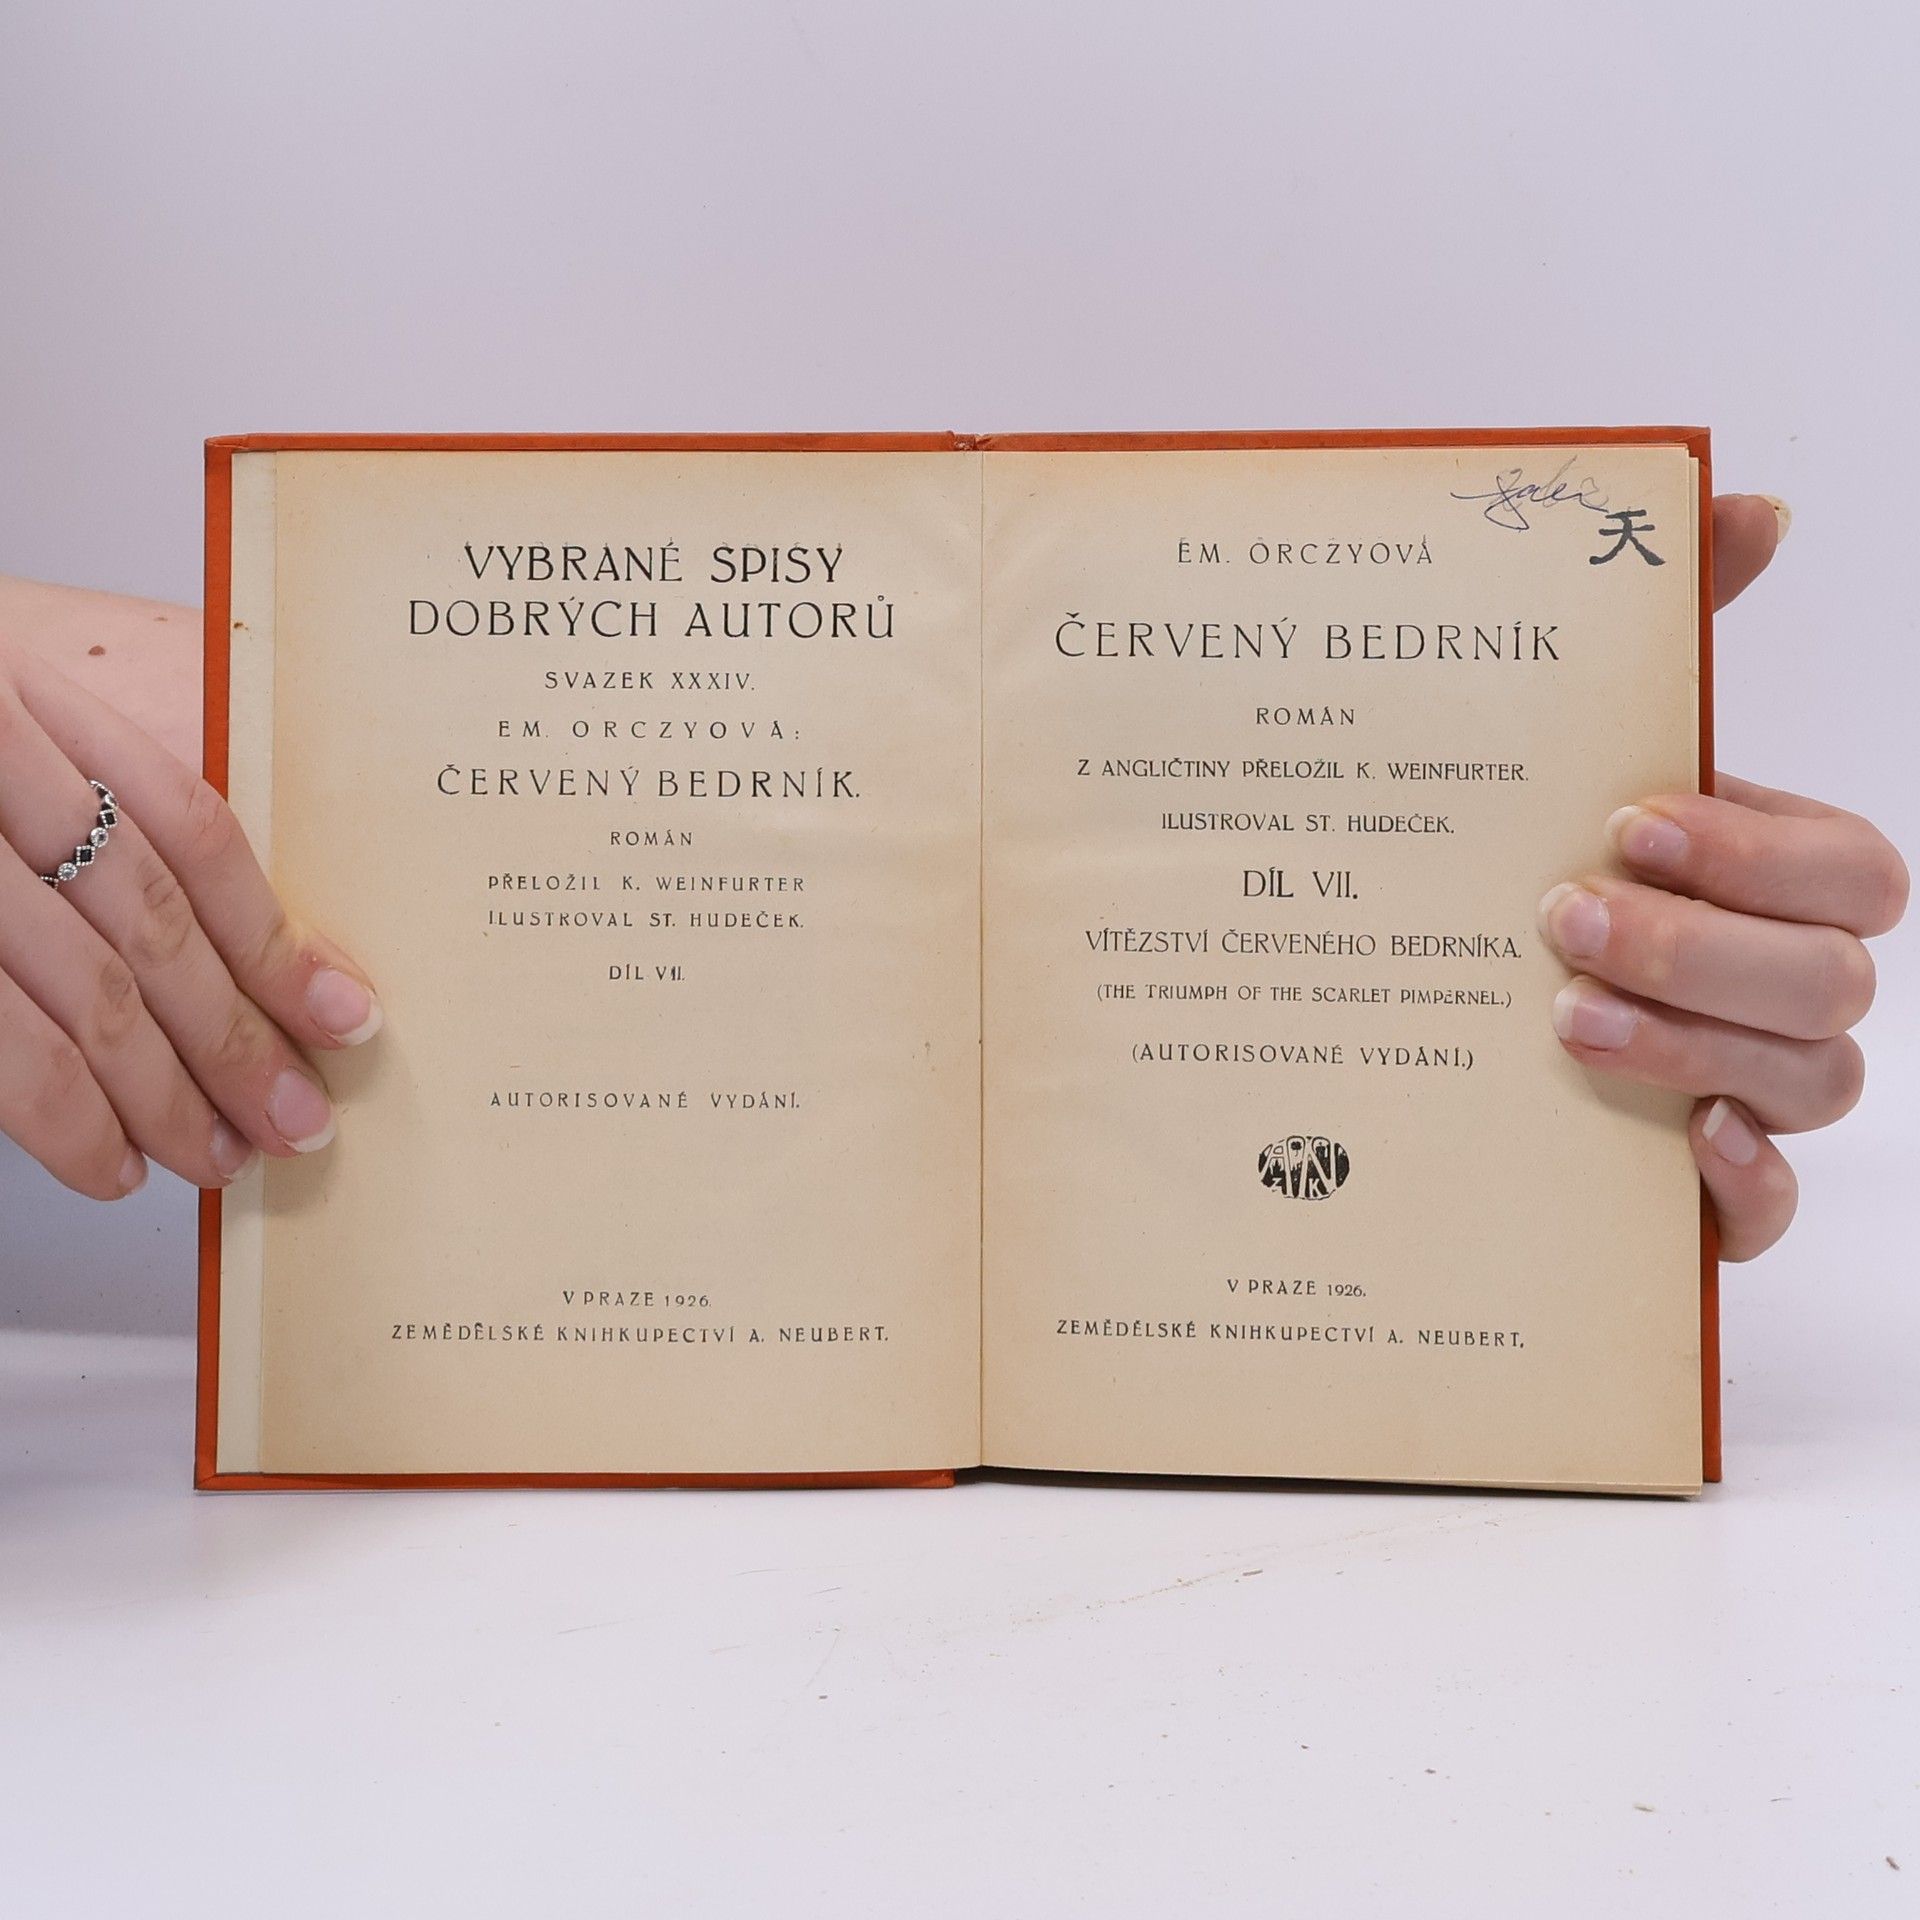 VYBRANÉ SPISY
DOBRÝCH AUTORŮ
SVAZEK XXXIV.
EM. ORCZYOVÁ:
ČERVENÝ BEDRNÍK.
ROMÁN
PŘELOŽIL K. WEINFURTER
ILUSTROVAL ST. HUDEČEK.
DÍL VII.
AUTORISOVANÉ VYDÁNÍ.
V PRAZE 1926.
ZEMĚDĚLSKÉ KNIHKUPECTVÍ A. NEUBERT.
天
EM. ORCZYOVÁ
ČERVENÝ BEDRNÍK
ROMÁN
Z ANGLIČTINY PŘELOŽIL K. WEINFURTER.
ILUSTROVAL ST. HUDEČEK.
DÍL VII.
VÍTĚZSTVÍ ČERVENÉHO BEDRNÍKA.
(THE TRIUMPH OF THE SCARLET PIMPERNEL.)
(AUTORISOVANÉ VYDÁNÍ.)
V PRAZE 1926.
ZEMĚDĚLSKÉ KNIHKUPECTVÍ A. NEUBERT.